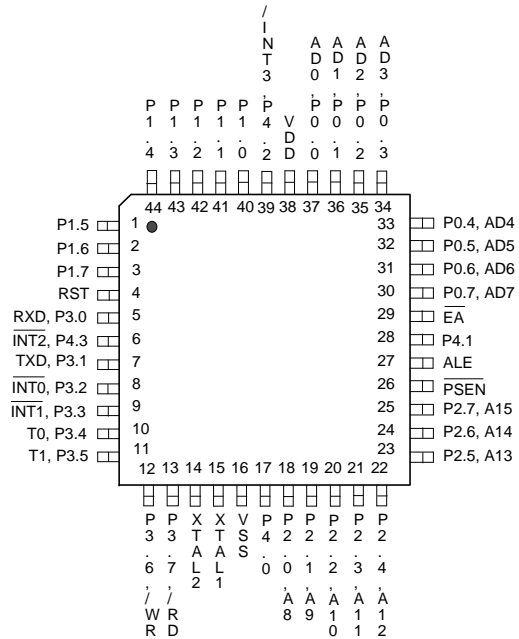 /INT3, P4.2
AD0, P0.0
AD1, P0.1
AD2, P0.2
AD3, P0.3
P1.4
P1.3
P1.2
P1.1
P1.0
VDD
44 43 42 41 40 39 38 37 36 35 34
P1.5 1
P1.6 2
P1.7 3
RST 4
RXD, P3.0 5
INT2, P4.3 6
TXD, P3.1 7
INT0, P3.2 8
INT1, P3.3 9
T0, P3.4 10
T1, P3.5 11
33 P0.4, AD4
32 P0.5, AD5
31 P0.6, AD6
30 P0.7, AD7
29 EA
28 P4.1
27 ALE
26 PSEN
25 P2.7, A15
24 P2.6, A14
23 P2.5, A13
12 13 14 15 16 17 18 19 20 21 22
P3.6, /WR
P3.7, /RD
XTAL2
XTAL1
VSS
P4.0
P2.0, A8
P2.1, A9
P2.2, A10
P2.3, A11
P2.4, A12